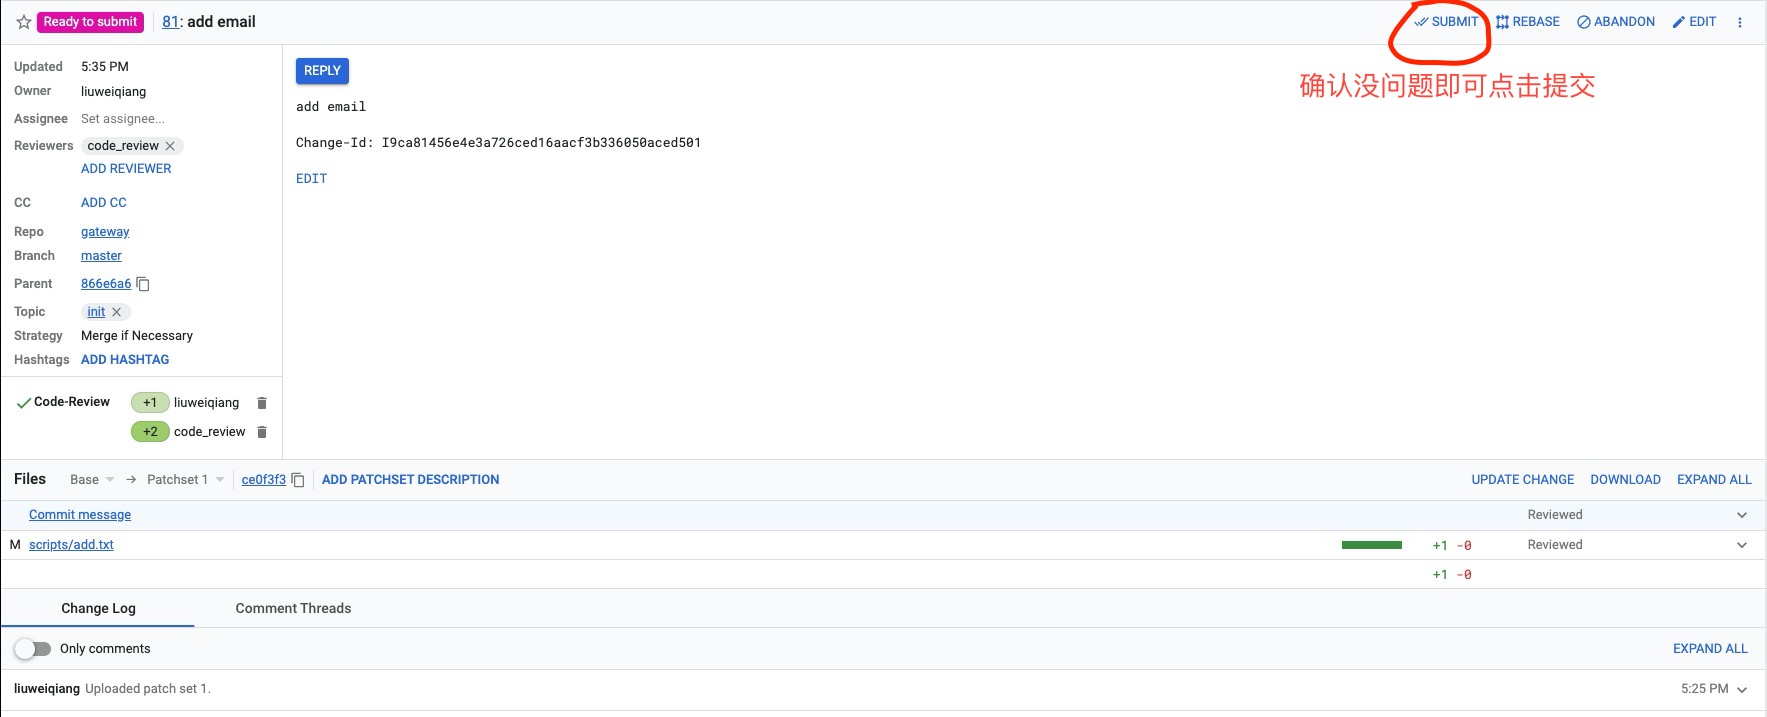 Ready to submit 81: add email SUBMIT REBASE ABANDON EDIT
确认没问题即可点击提交
Updated 5:35 PM
Owner liuweiqiang
Assignee Set assignee...
Reviewers code_review
ADD REVIEWER
CC ADD CC
Repo gateway
Branch master
Parent 866e6a6
Topic init
Strategy Merge if Necessary
Hashtags ADD HASHTAG
Code-Review +1 liuweiqiang
+2 code_review
REPLY
add email
Change-Id: I9ca81456e4e3a726ced16aacf3b336050aced501
EDIT
Files Base → Patchset 1 ce0f3f3 ADD PATCHSET DESCRIPTION UPDATE CHANGE DOWNLOAD EXPAND ALL
Commit message Reviewed
M scripts/add.txt +1 -0 Reviewed
+1 -0
Change Log Comment Threads
Only comments EXPAND ALL
liuweiqiang Uploaded patch set 1. 5:25 PM